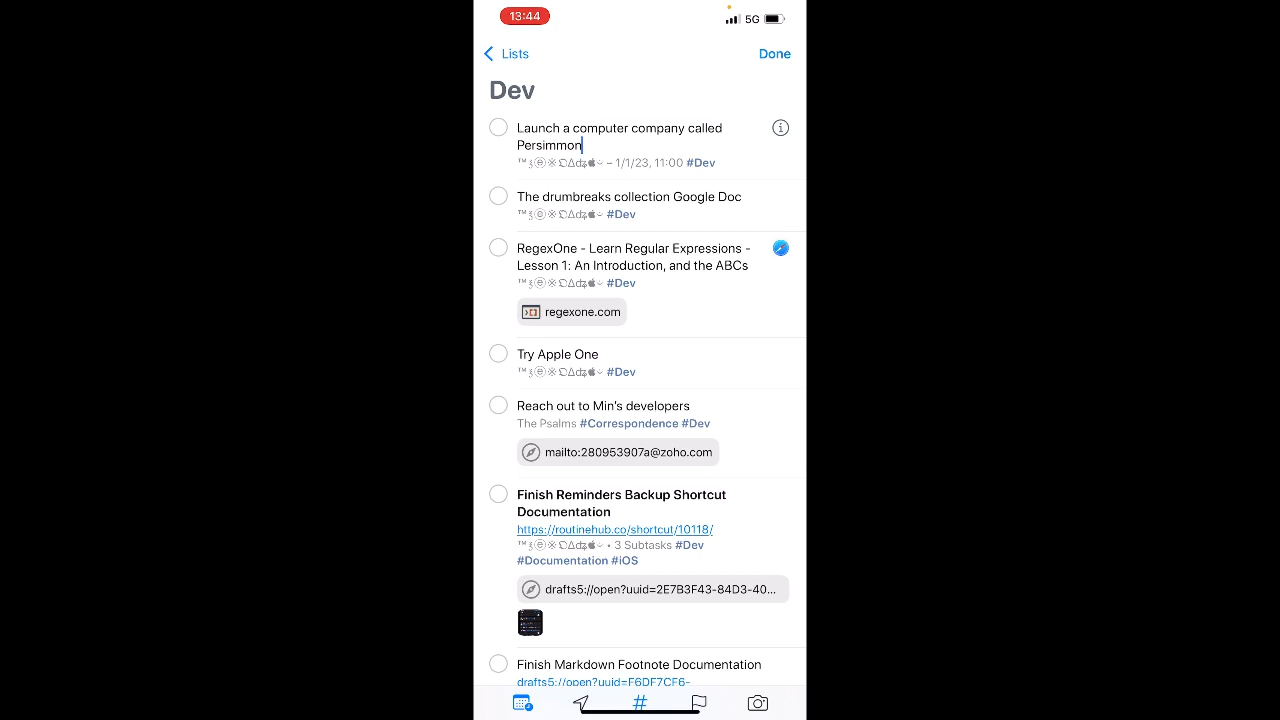 13:44
5G
Lists
Done
Dev
Launch a computer company called
Persimmon
– 1/1/23, 11:00 #Dev
The drumbreaks collection Google Doc
#Dev
RegexOne - Learn Regular Expressions -
Lesson 1: An Introduction, and the ABCs
#Dev
regexone.com
Try Apple One
#Dev
Reach out to Min's developers
The Psalms #Correspondence #Dev
mailto:280953907a@zoho.com
Finish Reminders Backup Shortcut
Documentation
https://routinehub.co/shortcut/10118/
• 3 Subtasks #Dev
#Documentation #iOS
drafts5://open?uuid=2E7B3F43-84D3-40...
Finish Markdown Footnote Documentation
drafts5://open?uuid=F6DF7CF6-
#